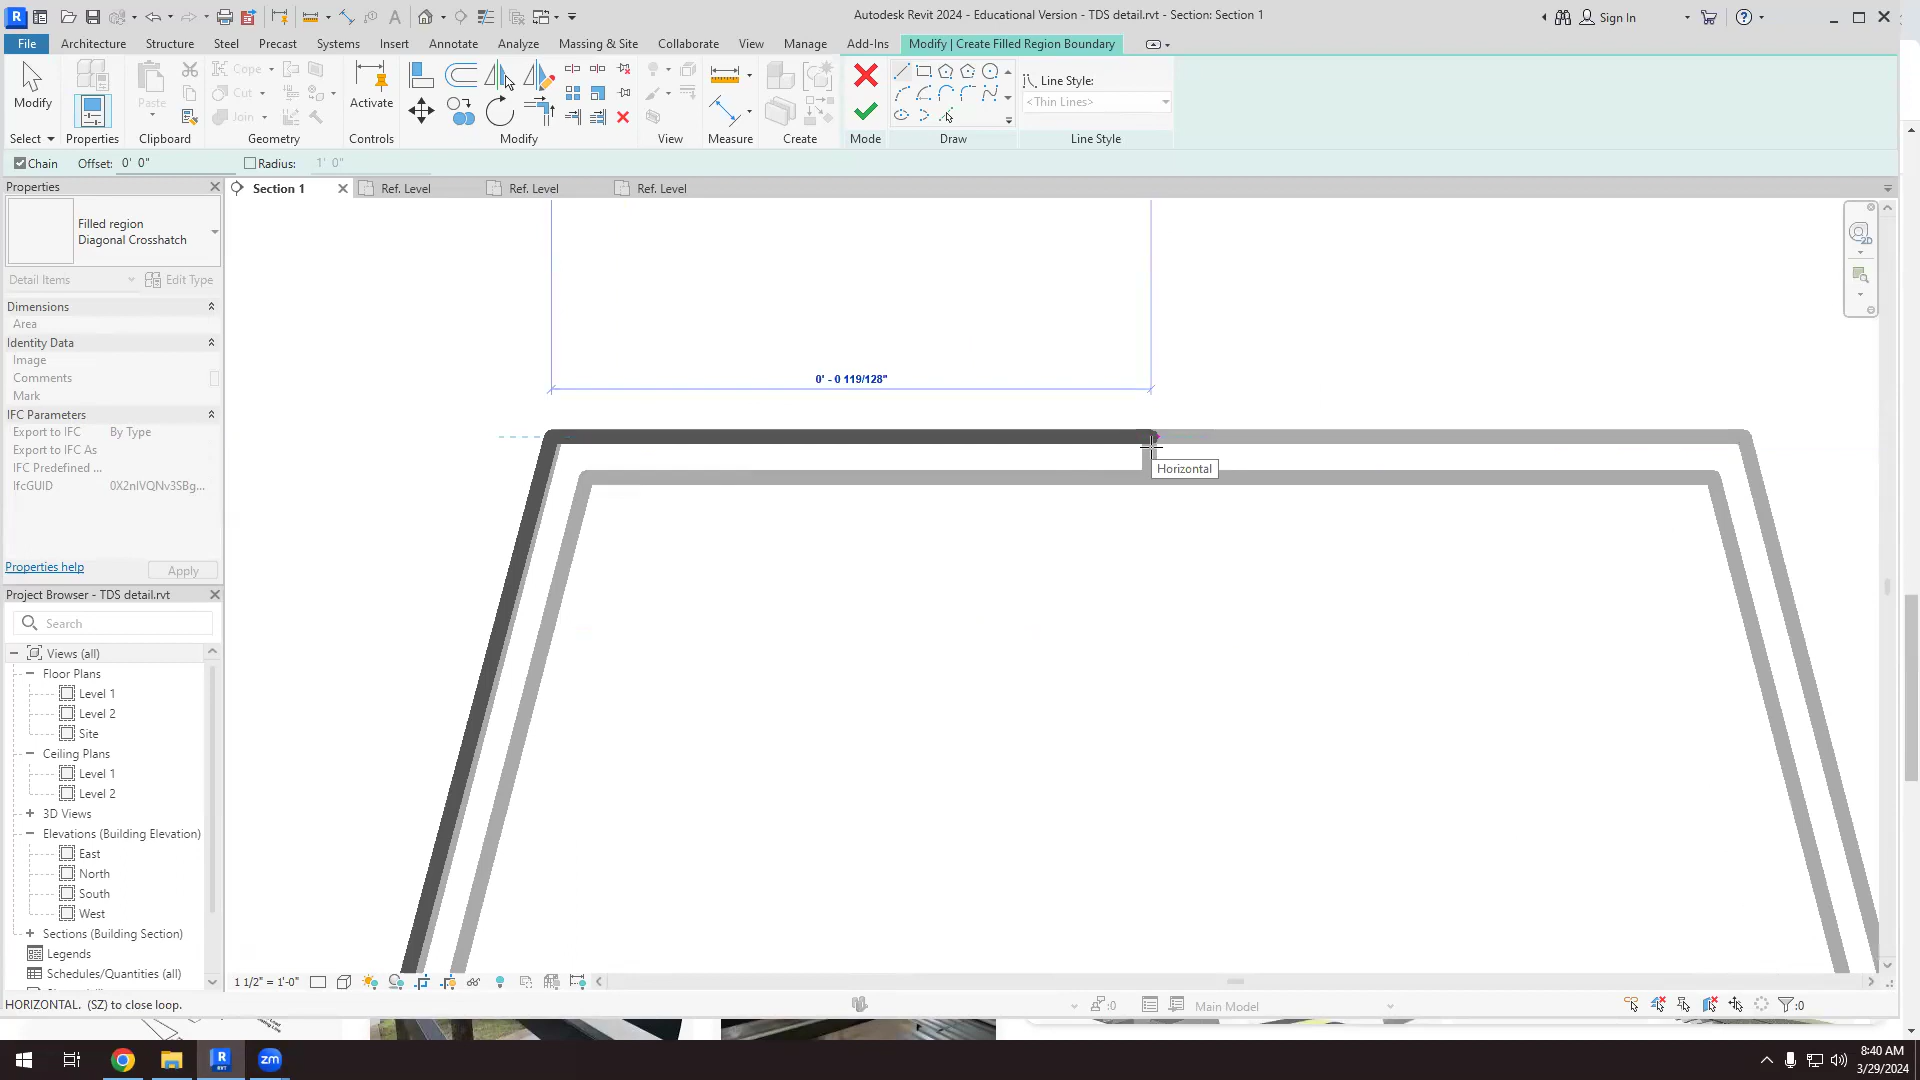 Autodesk Revit 2024 - Educational Version - TDS detail.rvt - Section: Section 1
Sign In
File Architecture Structure Steel Precast Systems Insert Annotate Analyze Massing & Site Collaborate View Manage Add-Ins Modify | Create Filled Region Boundary
Modify
Paste
Cope
Cut
Join
Activate
Line Style:
<Thin Lines>
Select Properties Clipboard Geometry Controls Modify View Measure Create Mode Draw Line Style
Chain Offset: 0' 0" Radius: 1' 0"
Properties
Section 1
Ref. Level
Ref. Level
Ref. Level
Filled region
Diagonal Crosshatch
Detail Items
Edit Type
Dimensions
Area
Identity Data
Image
Comments
Mark
IFC Parameters
Export to IFC By Type
Export to IFC As
IFC Predefined ...
IfcGUID 0X2nIVQNv3SBg...
Properties help
Apply
0' - 0 119/128"
Horizontal
Project Browser - TDS detail.rvt
Search
Views (all)
Floor Plans
Level 1
Level 2
Site
Ceiling Plans
Level 1
Level 2
3D Views
Elevations (Building Elevation)
East
North
South
West
Sections (Building Section)
Legends
Schedules/Quantities (all)
1 1/2" = 1'-0"
HORIZONTAL. (SZ) to close loop.
:0
Main Model
:0
2D
R
RVT
zm
8:40 AM
3/29/2024